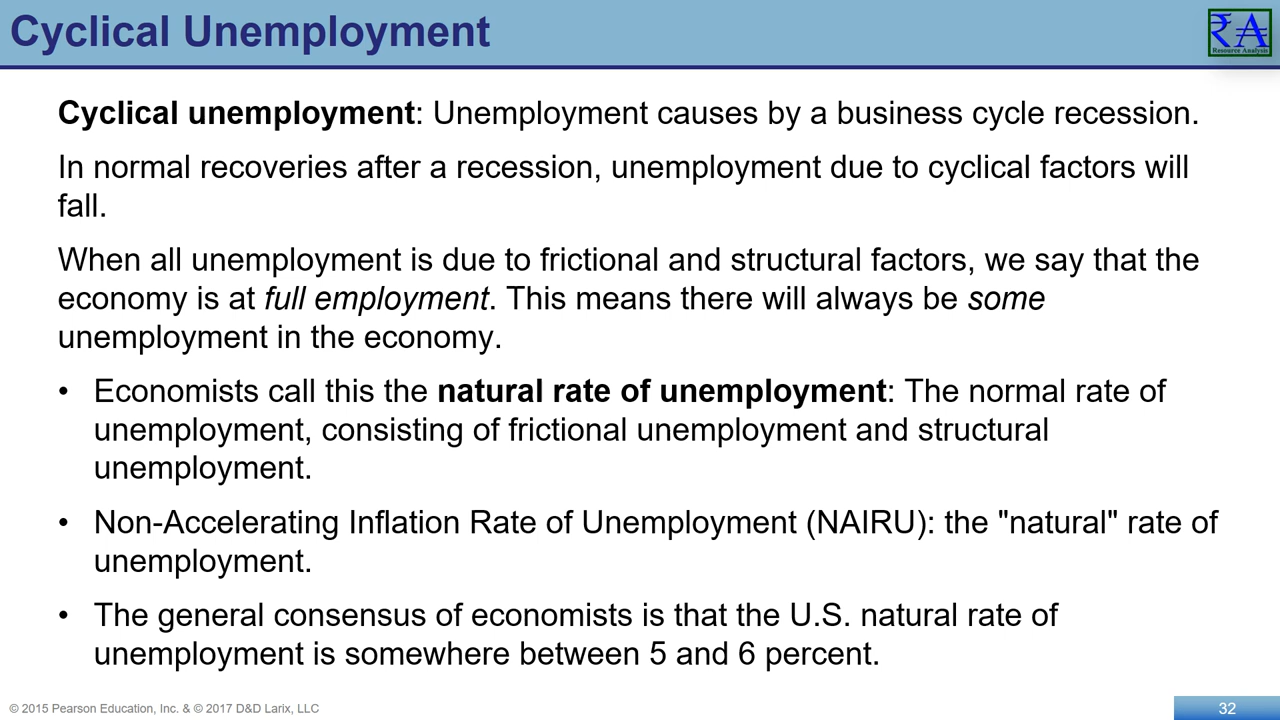 Cyclical Unemployment
₹A
Resource Analysis
Cyclical unemployment: Unemployment causes by a business cycle recession.
In normal recoveries after a recession, unemployment due to cyclical factors will
fall.
When all unemployment is due to frictional and structural factors, we say that the
economy is at full employment. This means there will always be some
unemployment in the economy.
• Economists call this the natural rate of unemployment: The normal rate of
unemployment, consisting of frictional unemployment and structural
unemployment.
• Non-Accelerating Inflation Rate of Unemployment (NAIRU): the "natural" rate of
unemployment.
• The general consensus of economists is that the U.S. natural rate of
unemployment is somewhere between 5 and 6 percent.
© 2015 Pearson Education, Inc. & © 2017 D&D Larix, LLC
32